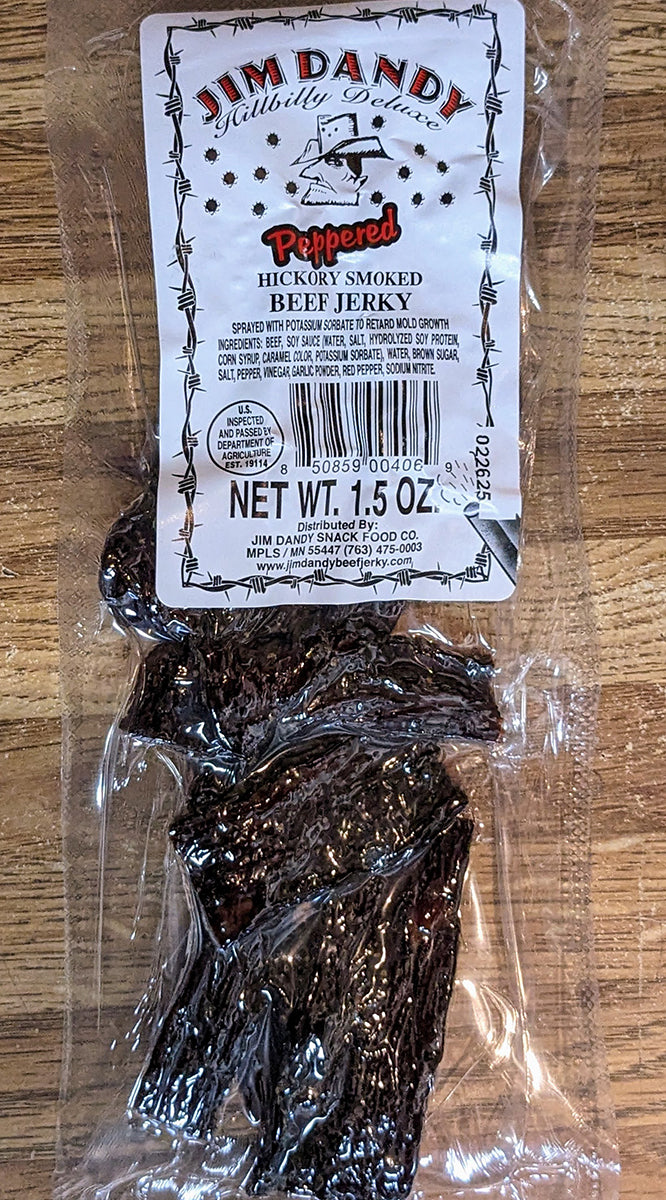 JIM DANDY
Hillbilly Deluxe
Peppered
HICKORY SMOKED
BEEF JERKY
SPRAYED WITH POTASSIUM SORBATE TO RETARD MOLD GROWTH
INGREDIENTS: BEEF, SOY SAUCE (WATER, SALT, HYDROLYZED SOY PROTEIN,
CORN SYRUP, CARAMEL COLOR, POTASSIUM SORBATE), WATER, BROWN SUGAR,
SALT, PEPPER, VINEGAR GARLIC POWDER, RED PEPPER, SODIUM NITRITE.
U.S.
INSPECTED
AND PASSED BY
DEPARTMENT OF
AGRICULTURE
EST. 19114
8 50859 00406 9
022625
NET WT. 1.5 OZ.
Distributed By:
JIM DANDY SNACK FOOD CO.
MPLS / MN 55447 (763) 475-0003
www.jimdandybeefjerky.com